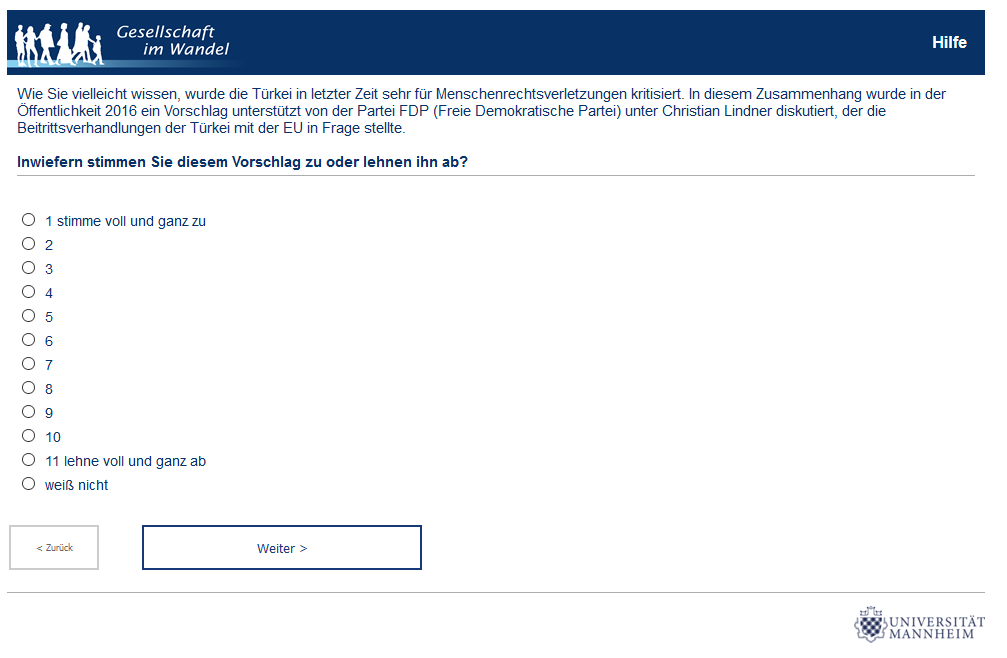 Gesellschaft
im Wandel
Hilfe
Wie Sie vielleicht wissen, wurde die Türkei in letzter Zeit sehr für Menschenrechtsverletzungen kritisiert. In diesem Zusammenhang wurde in der
Öffentlichkeit 2016 ein Vorschlag unterstützt von der Partei FDP (Freie Demokratische Partei) unter Christian Lindner diskutiert, der die
Beitrittsverhandlungen der Türkei mit der EU in Frage stellte.
Inwiefern stimmen Sie diesem Vorschlag zu oder lehnen ihn ab?
1 stimme voll und ganz zu
2
3
4
5
6
7
8
9
10
11 lehne voll und ganz ab
weiß nicht
< Zurück
Weiter >
UNIVERSITÄT
MANNHEIM